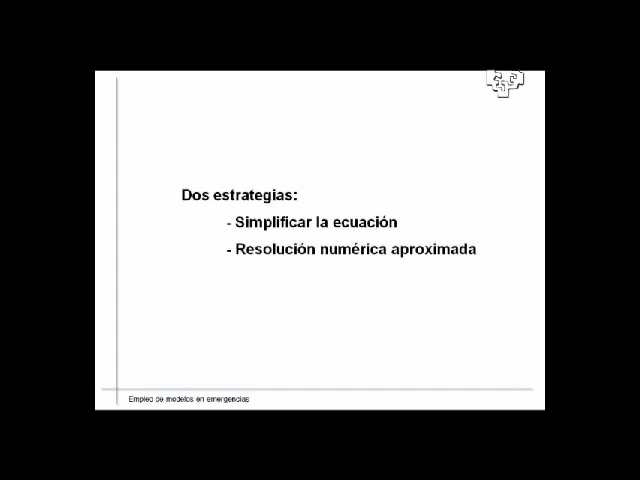 Dos estrategias:
- Simplificar la ecuación
- Resolución numérica aproximada
Empleo de modelos en emergencias